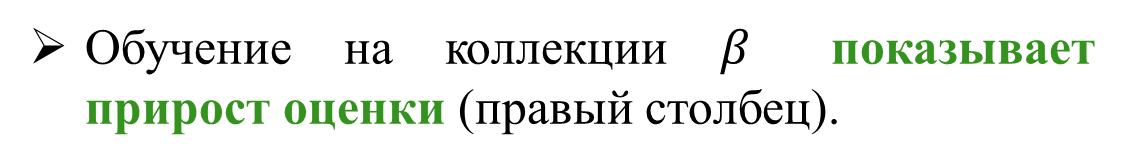 ➢ Обучение на коллекции β показывает
прирост оценки (правый столбец).